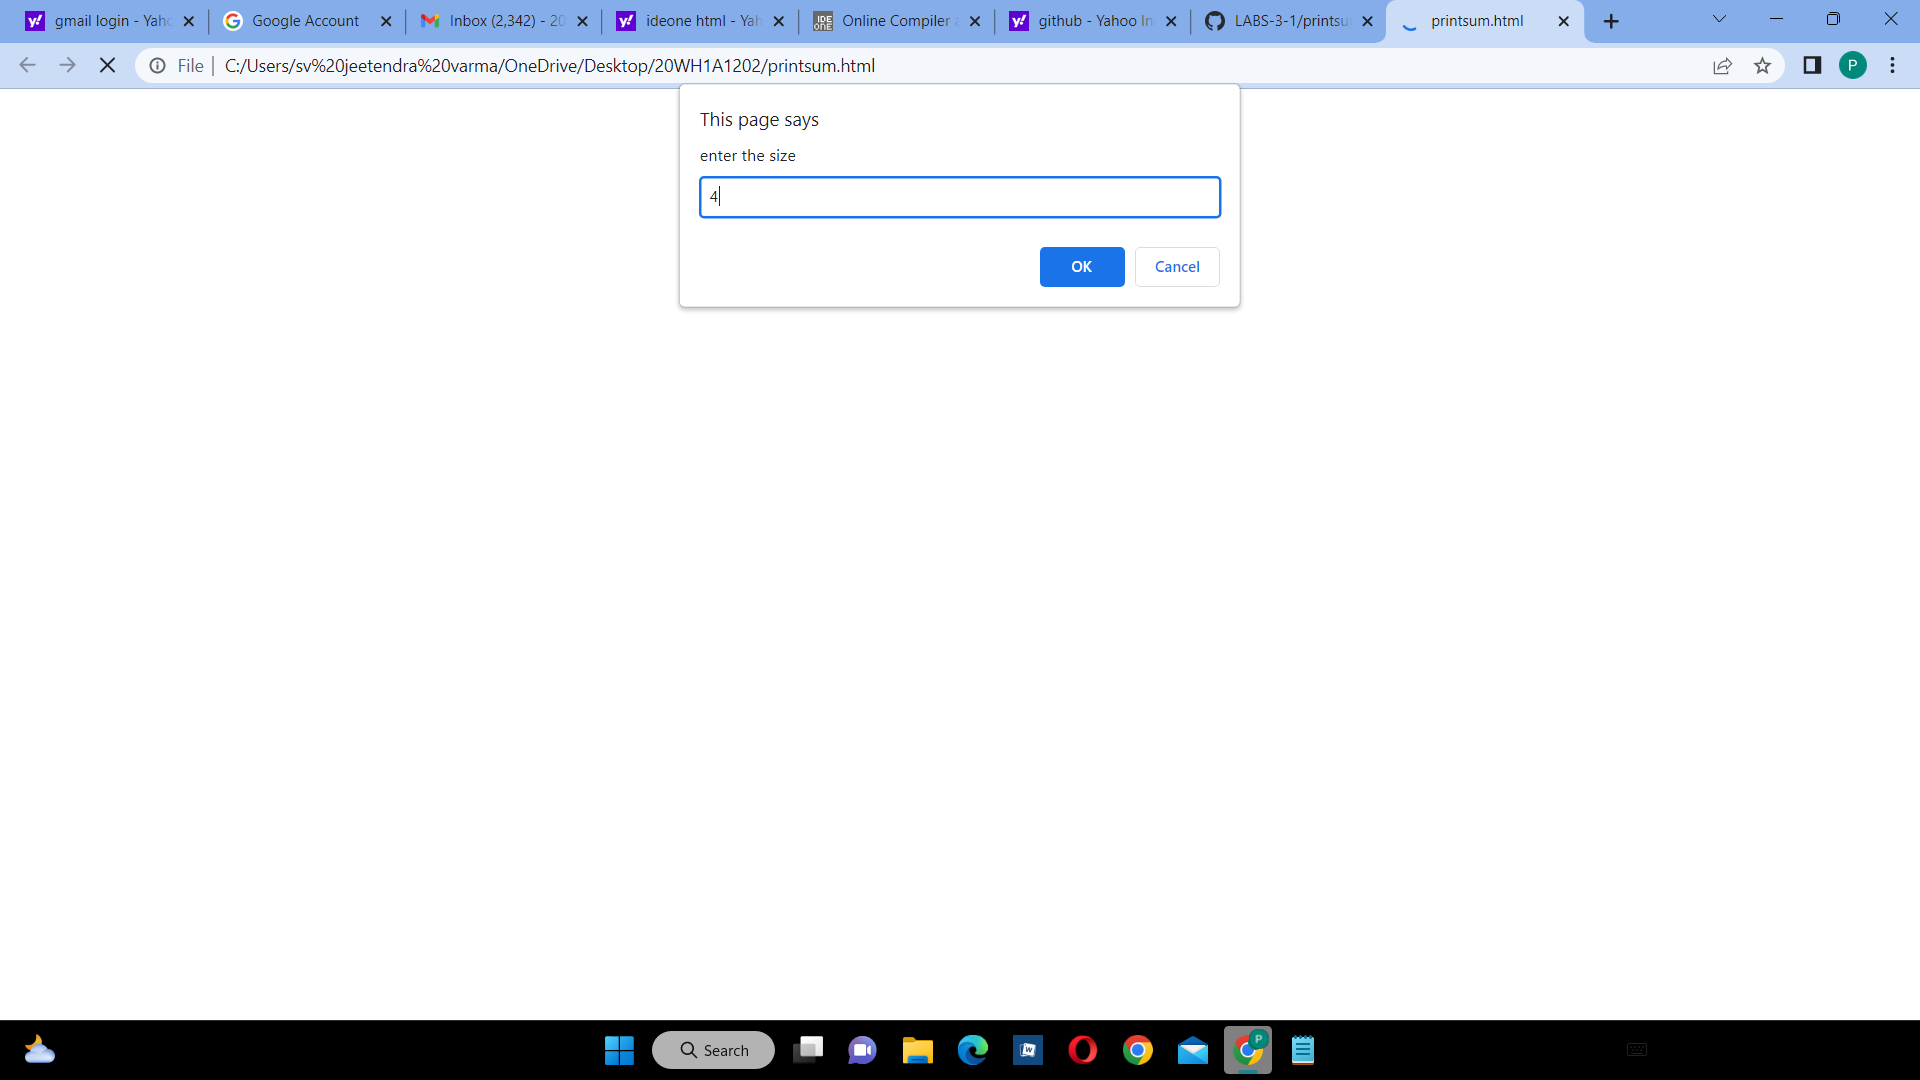 gmail login - Yaho
Google Account
Inbox (2,342) - 20
ideone html - Yah
Online Compiler a
github - Yahoo In
LABS-3-1/printsu
printsum.html
File
C:/Users/sv%20jeetendra%20varma/OneDrive/Desktop/20WH1A1202/printsum.html
P
This page says
enter the size
4
OK
Cancel
Search